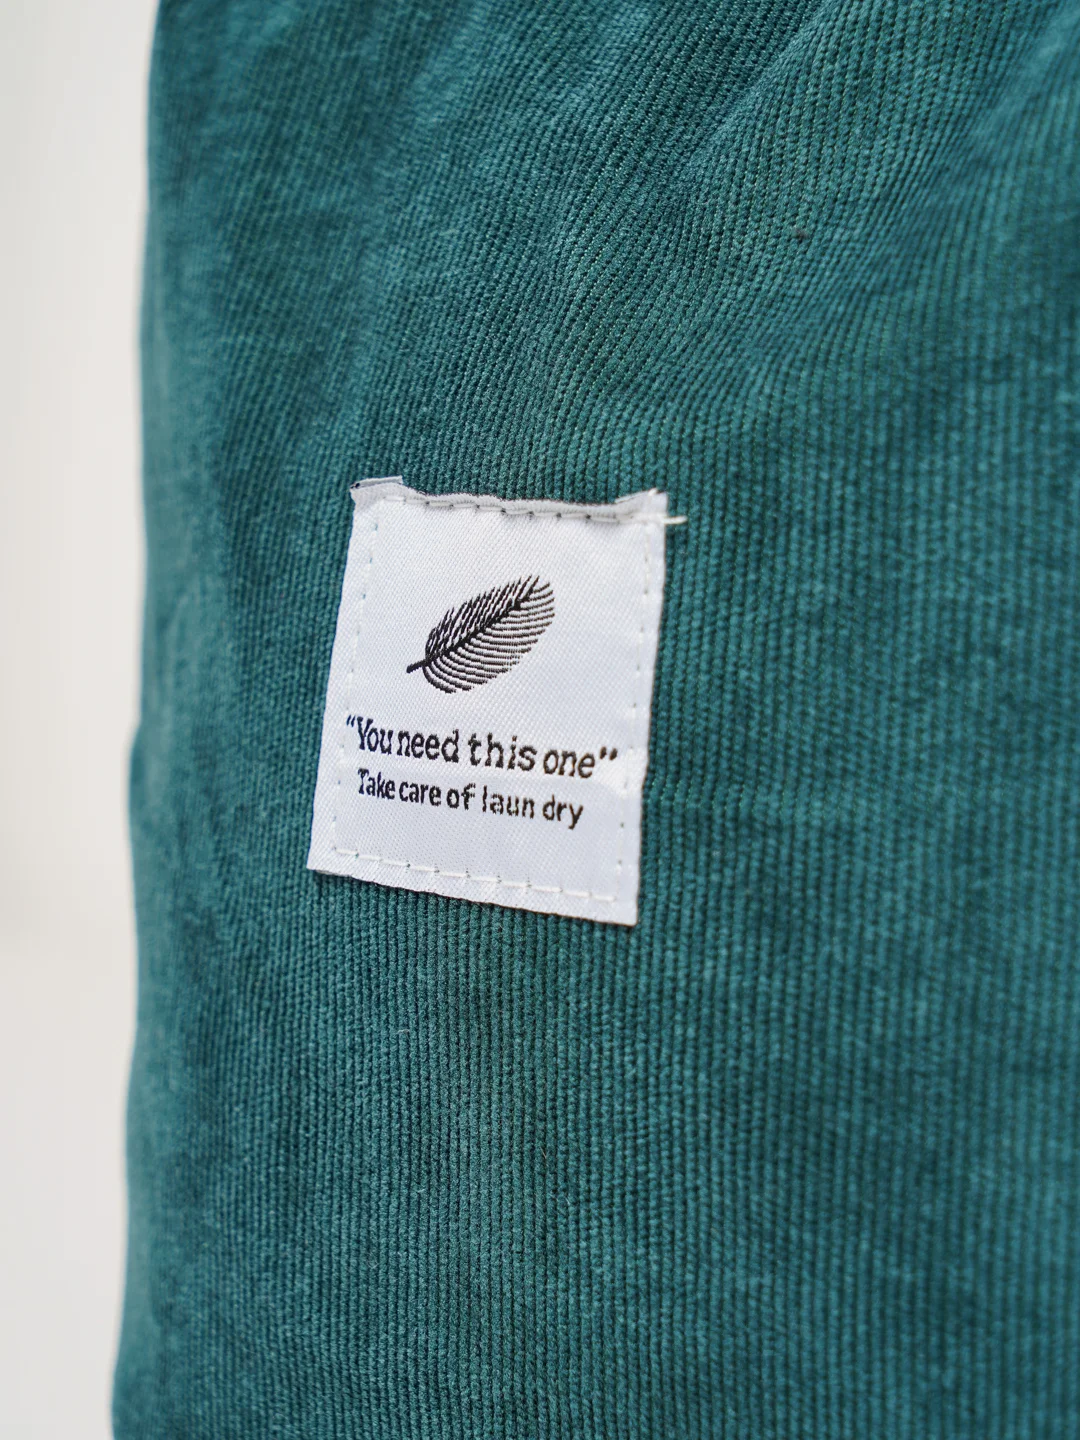 “You need this one”
Take care of laun dry